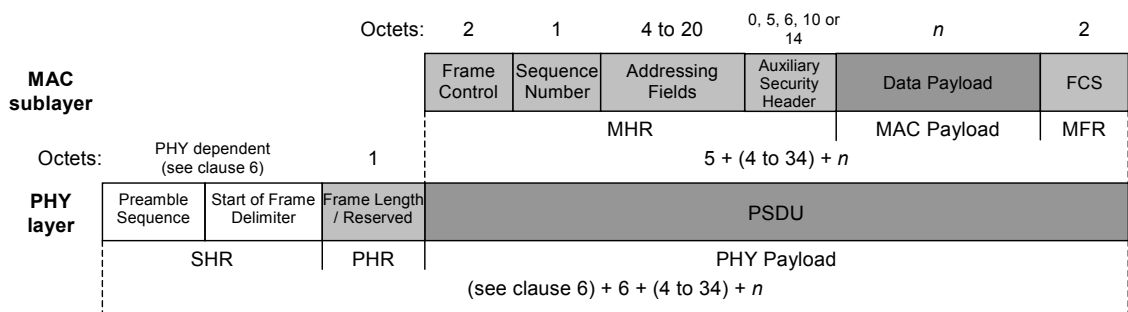 Octets: 2 1 4 to 20 0, 5, 6, 10 or 14 n 2
MAC sublayer
Frame Control
Sequence Number
Addressing Fields
Auxiliary Security Header
Data Payload
FCS
MHR MAC Payload MFR
Octets: PHY dependent (see clause 6) 1 5 + (4 to 34) + n
PHY layer
Preamble Sequence
Start of Frame Delimiter
Frame Length / Reserved
PSDU
SHR PHR PHY Payload
(see clause 6) + 6 + (4 to 34) + n